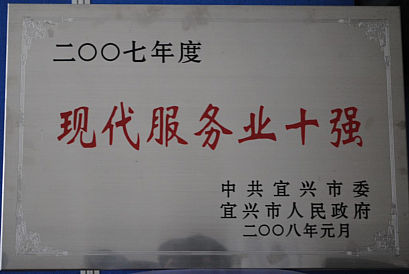 二〇〇七年度
现代服务业十强
中共宜兴市委
宜兴市人民政府
二〇〇八年元月